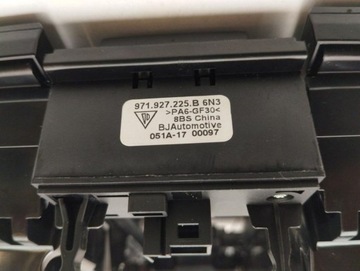 971.927.225.B 6N3
>PA6-GF30<
8BS China
BJAutomotive
051A-17 00097